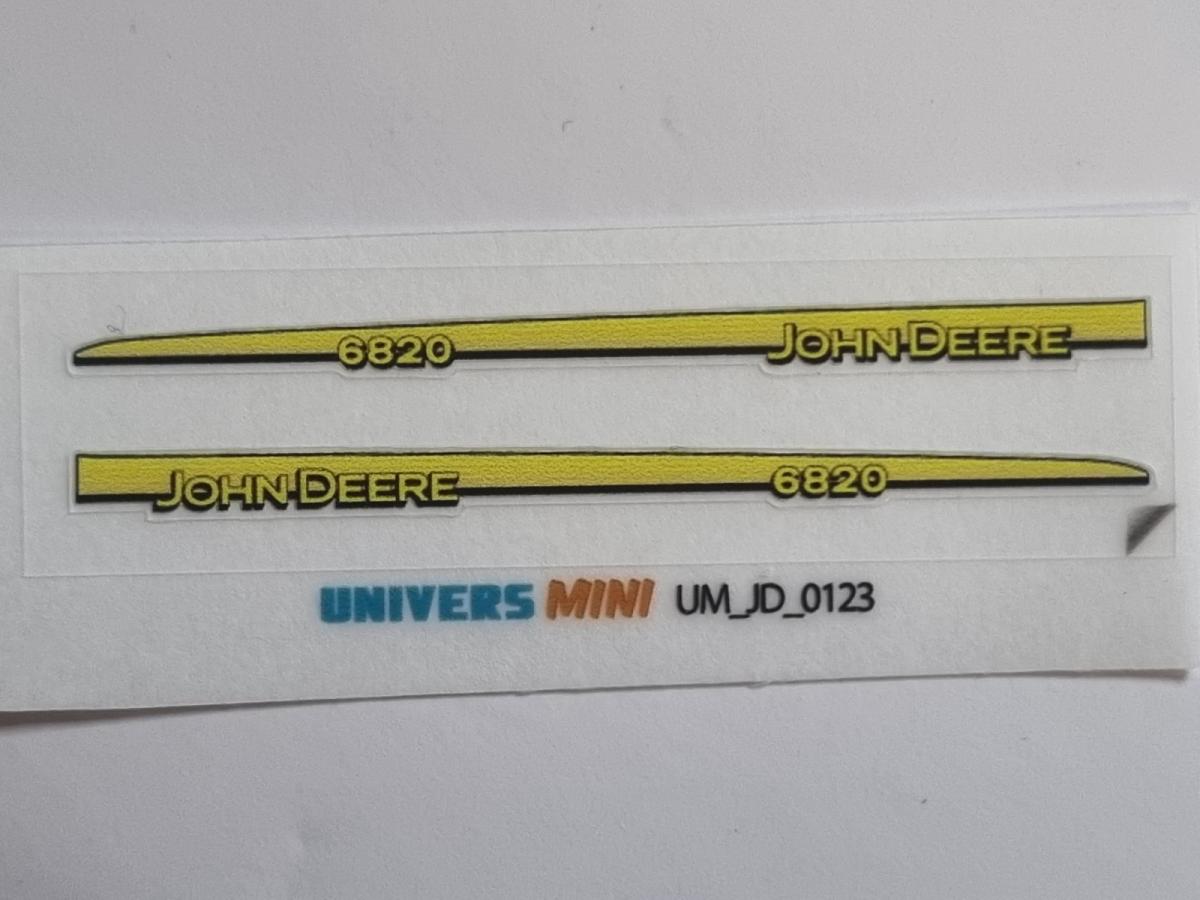 6820 JOHN DEERE
JOHN DEERE 6820
UNIVERS MINI UM_JD_0123